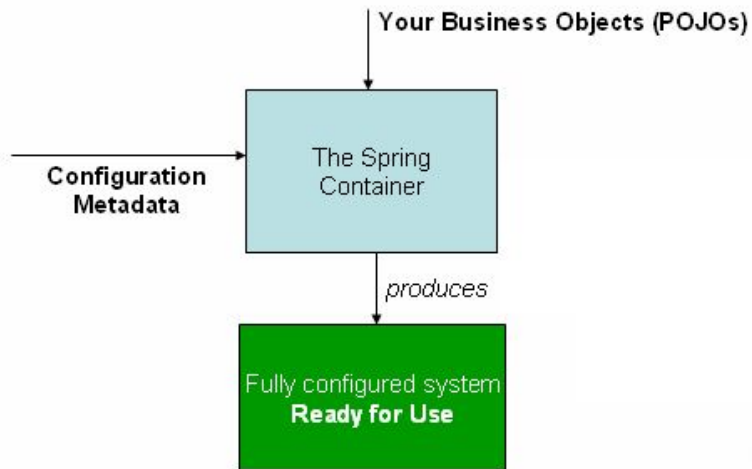 Your Business Objects (POJOs)
The Spring
Container
Configuration
Metadata
produces
Fully configured system
Ready for Use